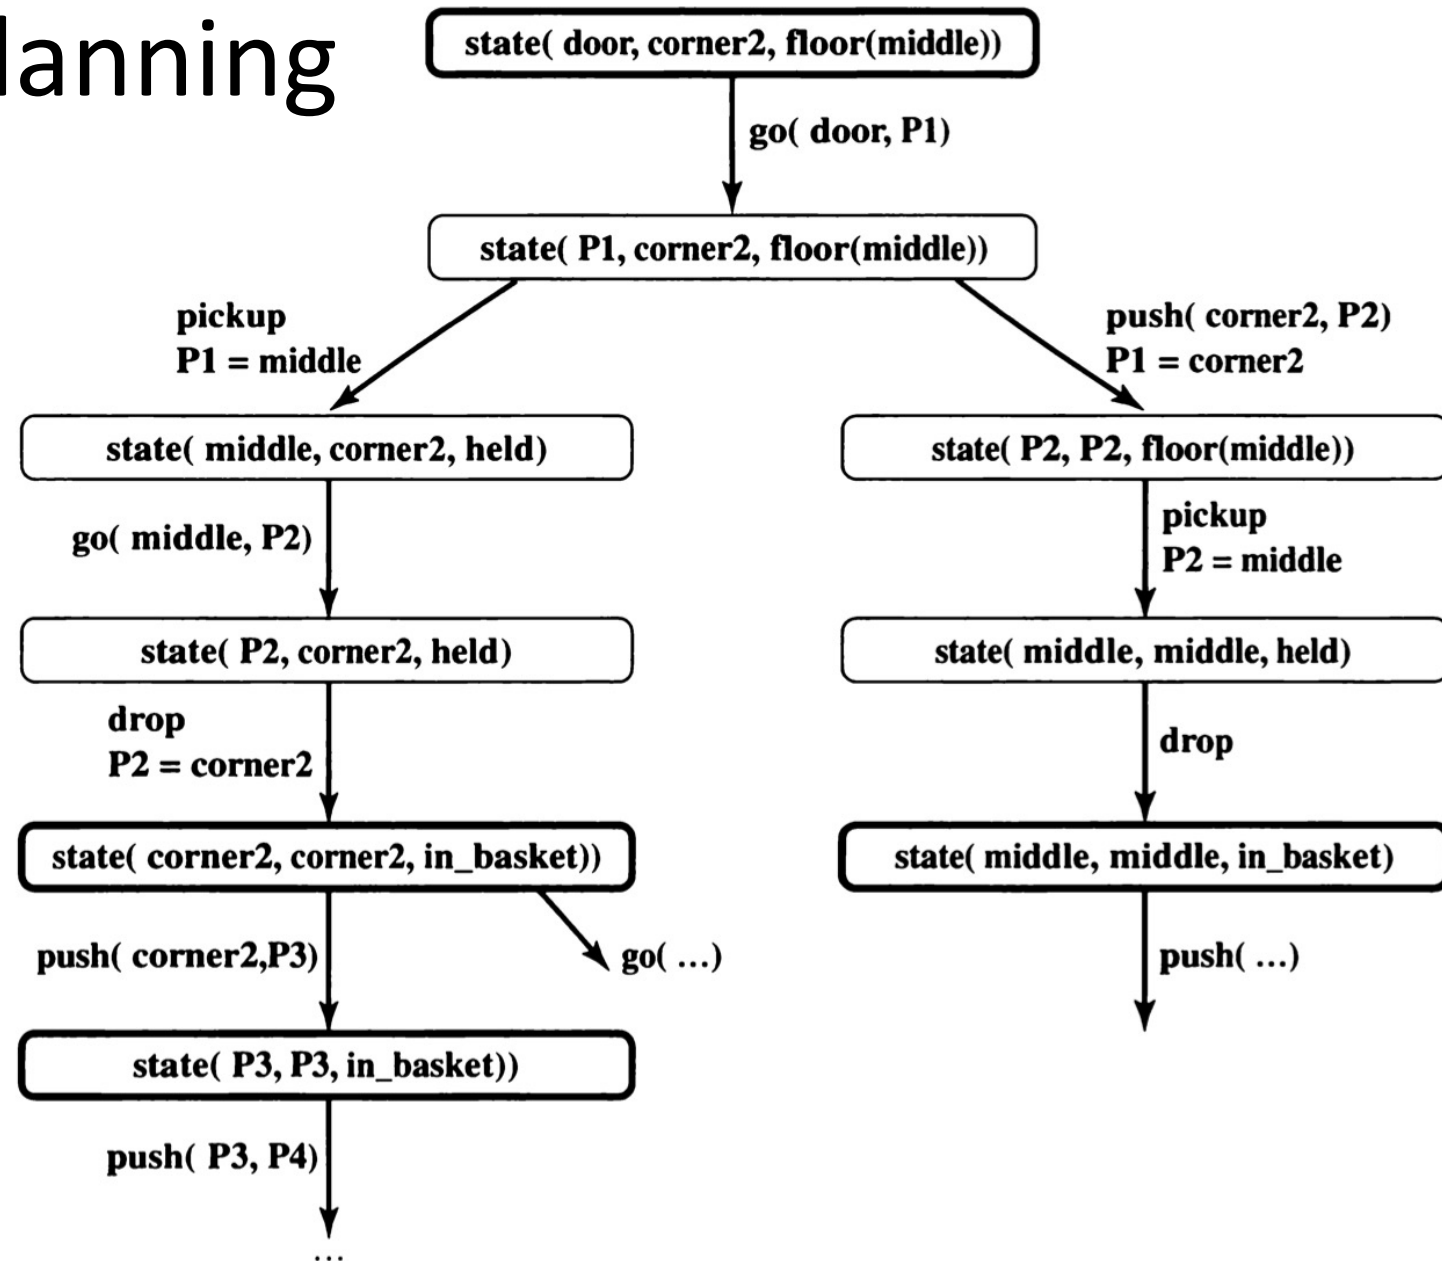 lanning
state( door, corner2, floor(middle))
go( door, P1)
state( P1, corner2, floor(middle))
pickup
P1 = middle
push( corner2, P2)
P1 = corner2
state( middle, corner2, held)
state( P2, P2, floor(middle))
go( middle, P2)
pickup
P2 = middle
state( P2, corner2, held)
state( middle, middle, held)
drop
P2 = corner2
drop
state( corner2, corner2, in_basket))
state( middle, middle, in_basket)
push( corner2,P3)
go( ...)
push( ...)
state( P3, P3, in_basket))
push( P3, P4)
...